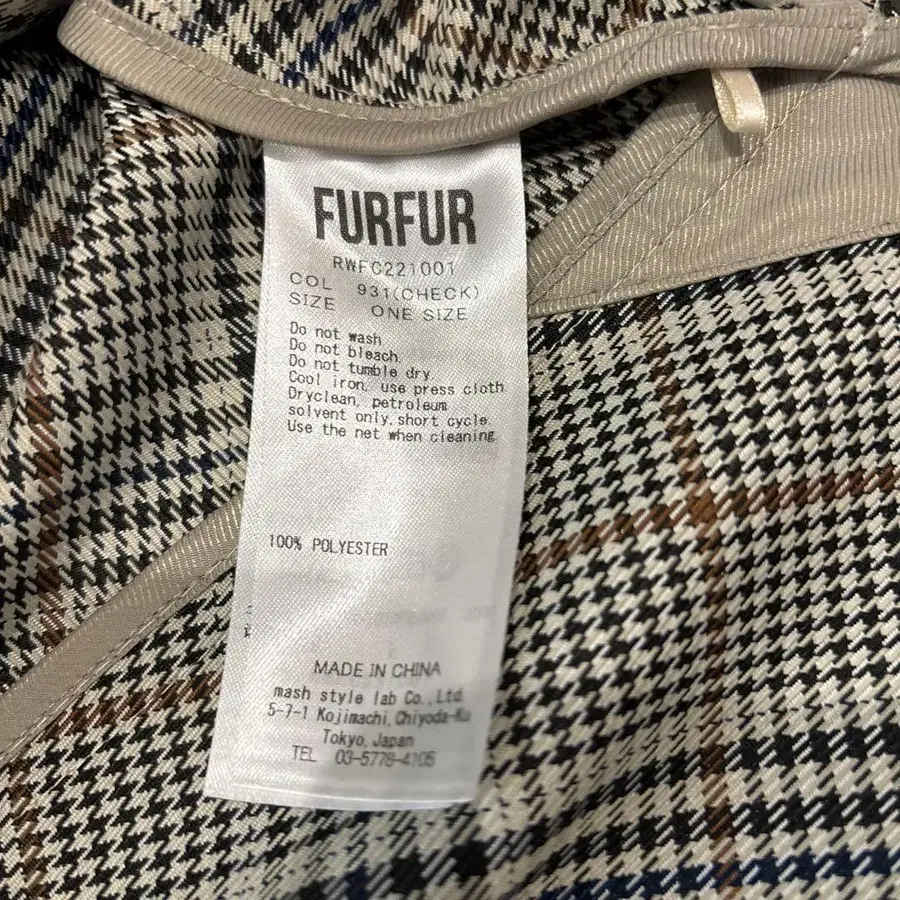 FURFUR
RWFC221001
COL 931(CHECK)
SIZE ONE SIZE
Do not wash
Do not bleach.
Do not tumble dry.
Cool iron, use press cloth
Dryclean, petroleum
solvent only, short cycle.
Use the net when cleaning
100% POLYESTER
MADE IN CHINA
mash style lab Co.,Ltd.
5-7-1 Kojimachi,Chiyoda-Ku
Tokyo,Japan
TEL 03-5778-4105